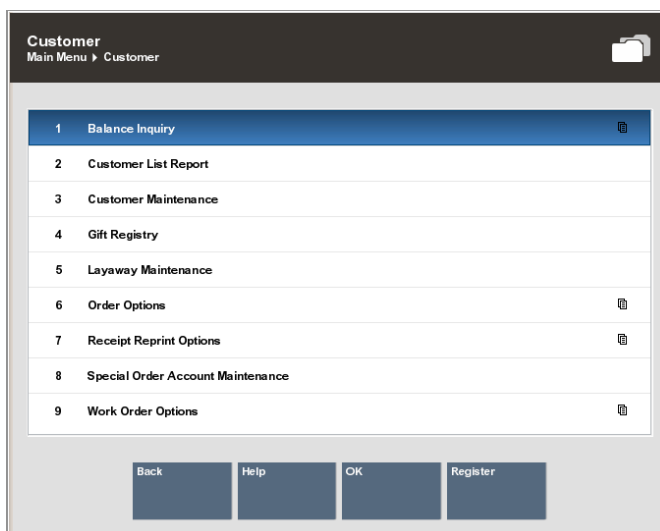 Customer
Main Menu ▸ Customer
1 Balance Inquiry
2 Customer List Report
3 Customer Maintenance
4 Gift Registry
5 Layaway Maintenance
6 Order Options
7 Receipt Reprint Options
8 Special Order Account Maintenance
9 Work Order Options
Back Help OK Register